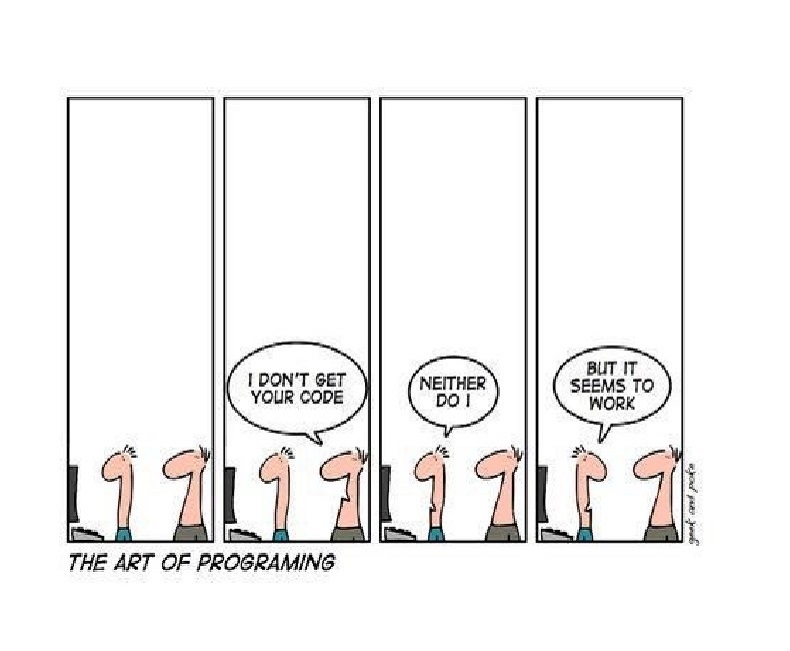 I DON'T GET
YOUR CODE
NEITHER
DO I
BUT IT
SEEMS TO
WORK
geek and poke
THE ART OF PROGRAMING